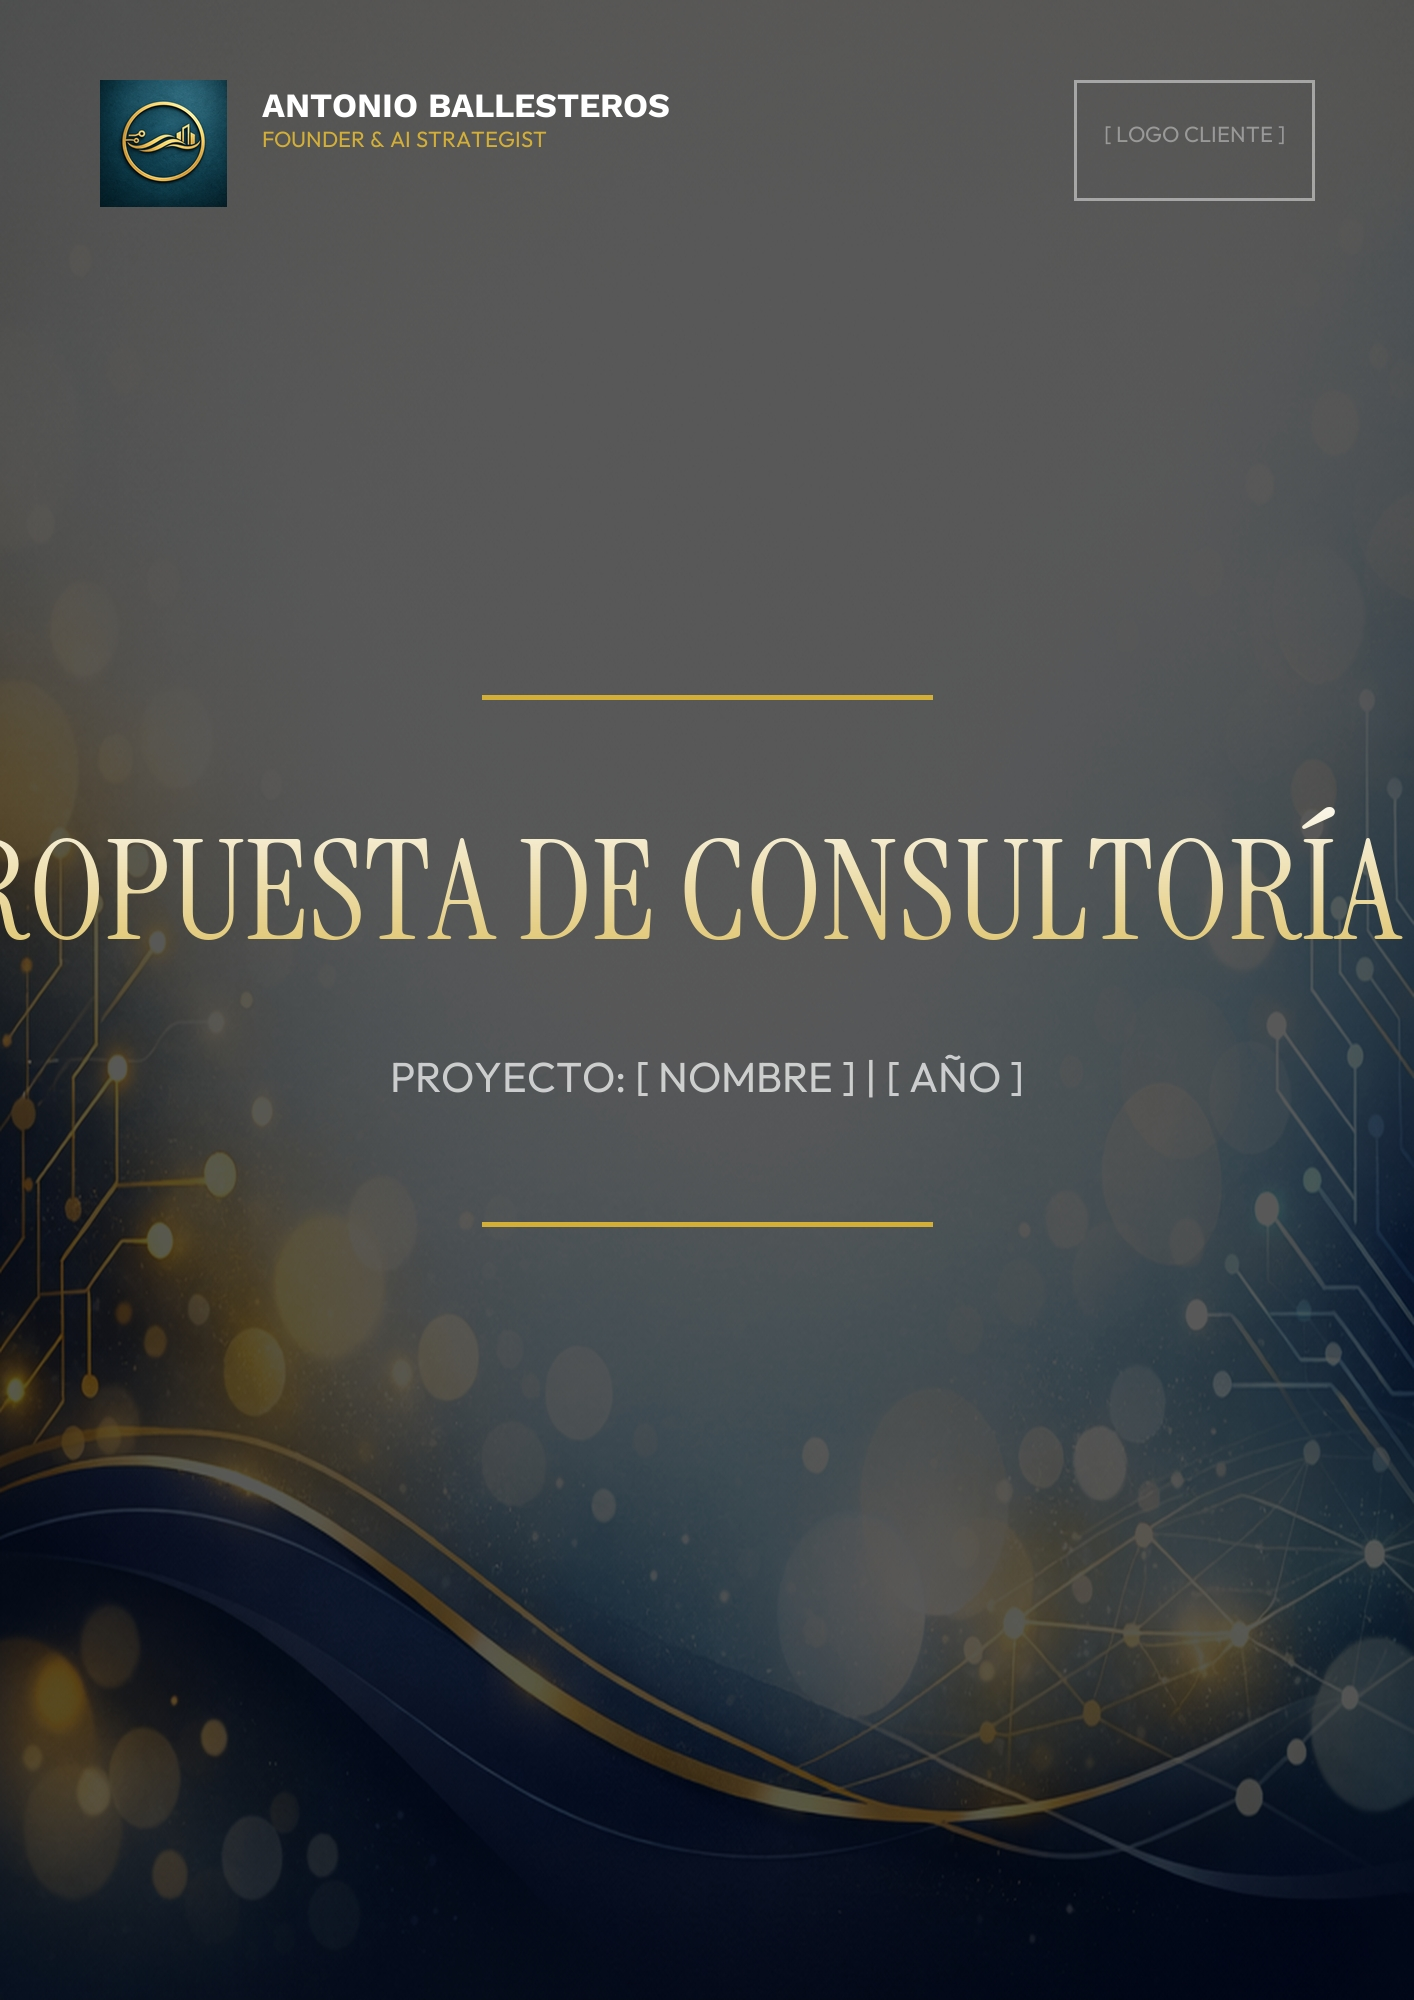 ANTONIO BALLESTEROS
FOUNDER & AI STRATEGIST
[ LOGO CLIENTE ]
ROPUESTA DE CONSULTORÍA
PROYECTO: [ NOMBRE ] | [ AÑO ]